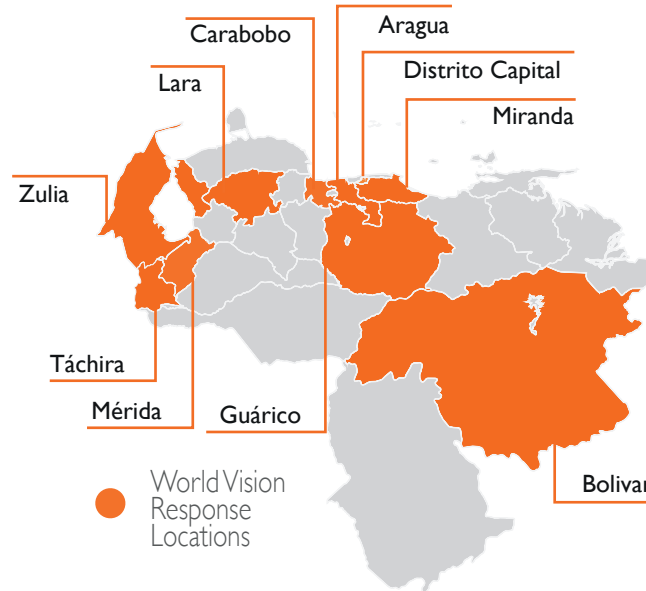 Aragua
Carabobo
Distrito Capital
Lara
Miranda
Zulia
Táchira
Mérida
Guárico
Bolivar
World Vision
Response
Locations